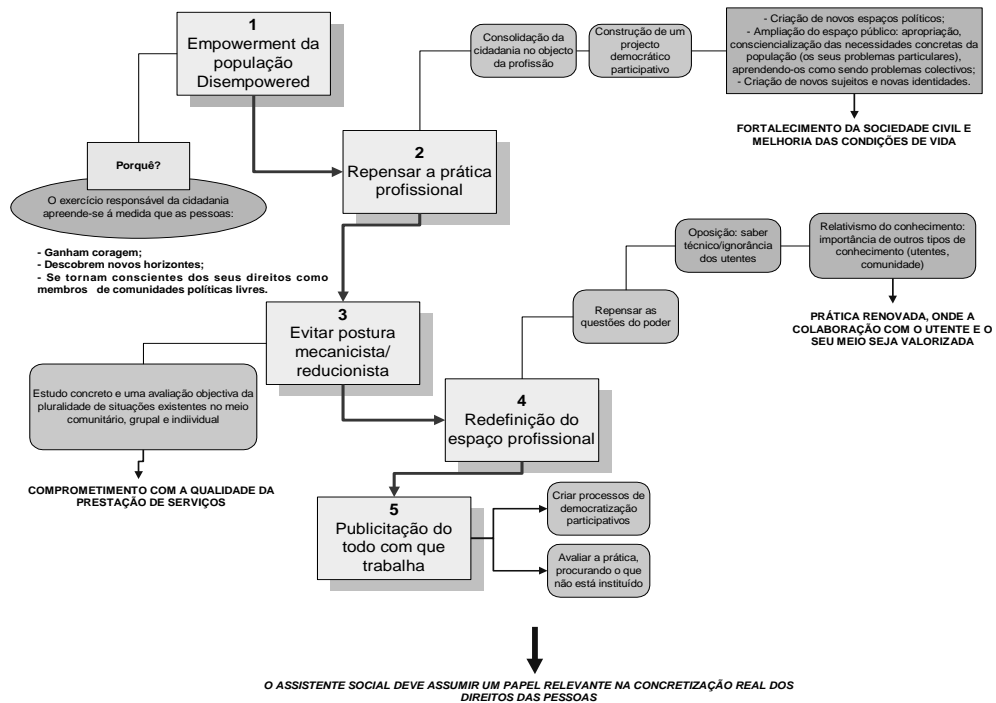 1
Empowerment da
população
Disempowered
Porquê?
O exercício responsável da cidadania
aprende-se á medida que as pessoas:
- Ganham coragem;
- Descobrem novos horizontes;
- Se tornam conscientes dos seus direitos como
membros de comunidades políticas livres.
2
Repensar a prática
profissional
Consolidação da
cidadania no objecto
da profissão
Construção de um
projecto
democrático
participativo
- Criação de novos espaços políticos;
- Ampliação do espaço público: apropriação,
consciencialização das necessidades concretas da
população (os seus problemas particulares),
aprendendo-os como sendo problemas colectivos;
- Criação de novos sujeitos e novas identidades.
FORTALECIMENTO DA SOCIEDADE CIVIL E
MELHORIA DAS CONDIÇÕES DE VIDA
3
Evitar postura
mecanicista/
reducionista
Estudo concreto e uma avaliação objectiva da
pluralidade de situações existentes no meio
comunitário, grupal e indiividual
COMPROMETIMENTO COM A QUALIDADE DA
PRESTAÇÃO DE SERVIÇOS
4
Redefinição do
espaço profissional
Repensar as
questões do poder
Oposição: saber
técnico/ignorância
dos utentes
Relativismo do conhecimento:
importância de outros tipos de
conhecimento (utentes,
comunidade)
PRÁTICA RENOVADA, ONDE A
COLABORAÇÃO COM O UTENTE E O
SEU MEIO SEJA VALORIZADA
5
Publicitação do
todo com que
trabalha
Criar processos de
democratização
participativos
Avaliar a prática,
procurando o que
não está instituído
O ASSISTENTE SOCIAL DEVE ASSUMIR UM PAPEL RELEVANTE NA CONCRETIZAÇÃO REAL DOS
DIREITOS DAS PESSOAS